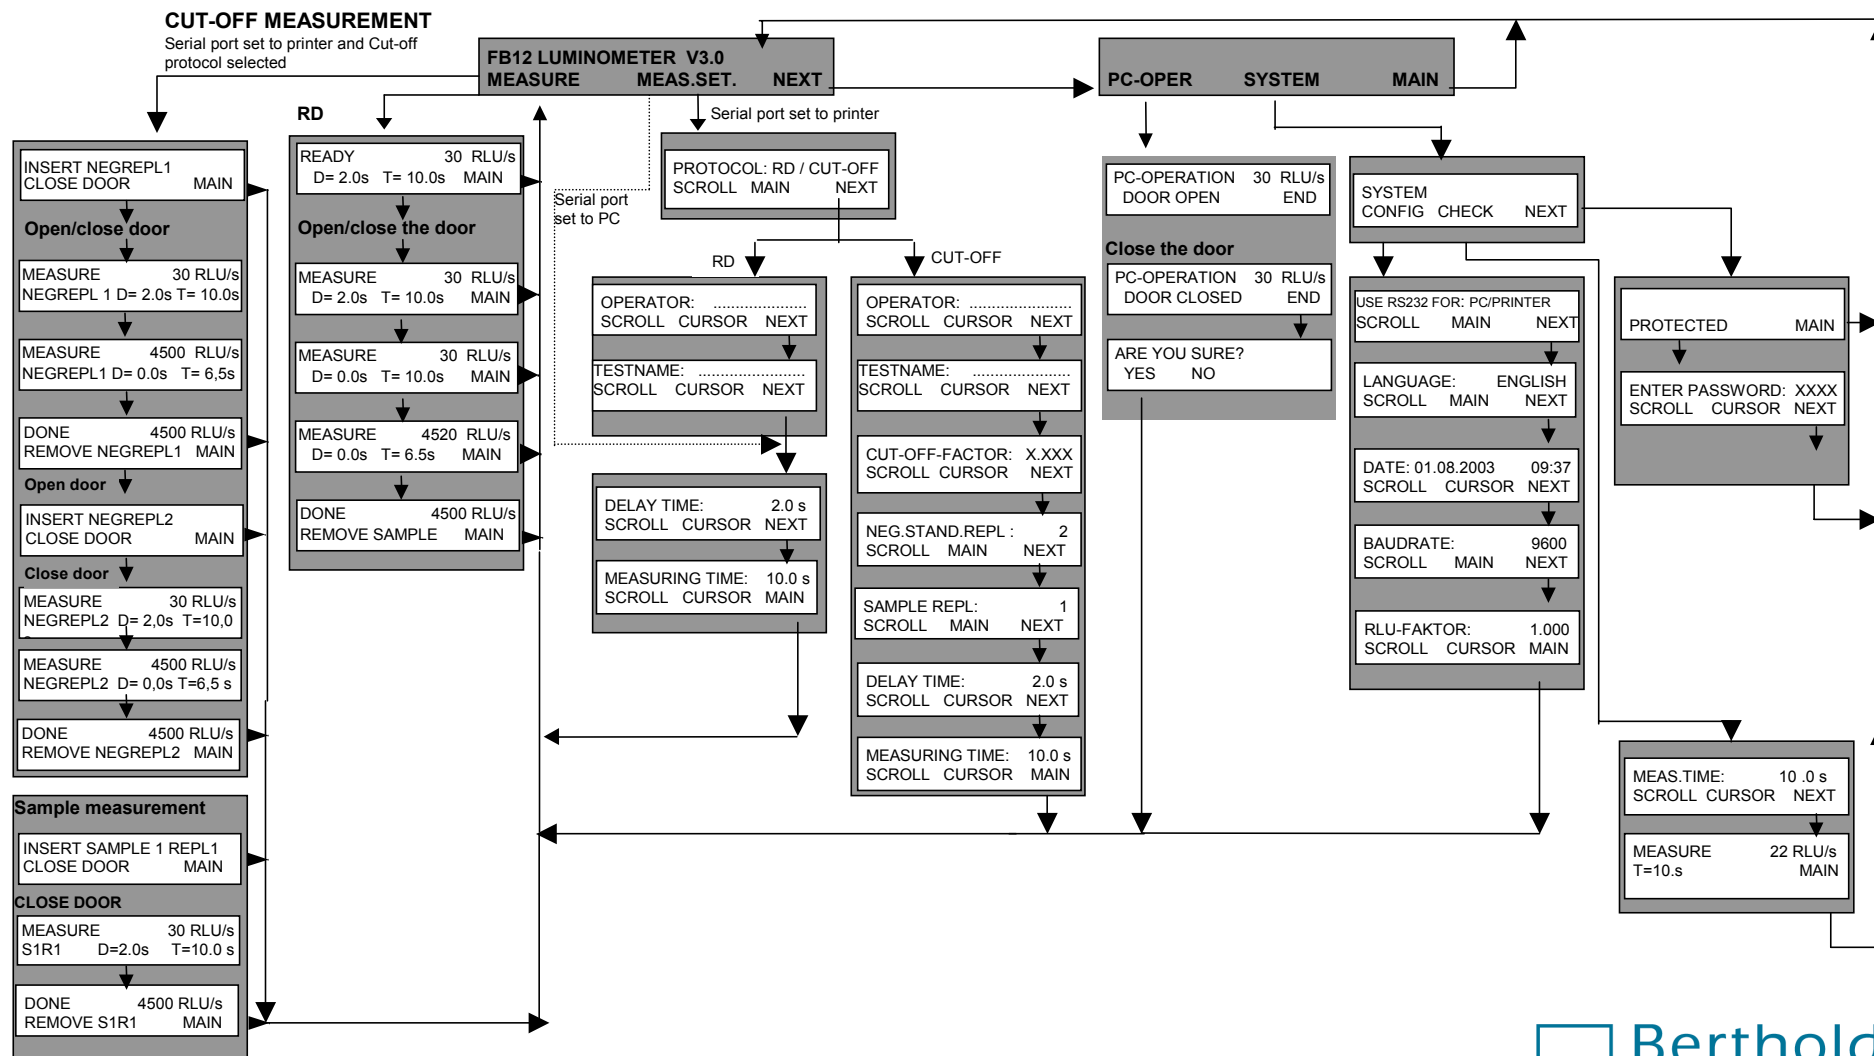 CUT-OFF MEASUREMENT
Serial port set to printer and Cut-off
protocol selected
FB12 LUMINOMETER V3.0
MEASURE MEAS.SET. NEXT
PC-OPER SYSTEM MAIN
INSERT NEGREPL1
CLOSE DOOR MAIN
Open/close door
MEASURE 30 RLU/s
NEGREPL 1 D= 2.0s T= 10.0s
MEASURE 4500 RLU/s
NEGREPL1 D= 0.0s T= 6,5s
DONE 4500 RLU/s
REMOVE NEGREPL1 MAIN
Open door
INSERT NEGREPL2
CLOSE DOOR MAIN
Close door
MEASURE 30 RLU/s
NEGREPL2 D= 2,0s T=10,0
MEASURE 4500 RLU/s
NEGREPL2 D= 0,0s T=6,5 s
DONE 4500 RLU/s
REMOVE NEGREPL2 MAIN
Sample measurement
INSERT SAMPLE 1 REPL1
CLOSE DOOR MAIN
CLOSE DOOR
MEASURE 30 RLU/s
S1R1 D=2.0s T=10.0 s
DONE 4500 RLU/s
REMOVE S1R1 MAIN
RD
READY 30 RLU/s
D= 2.0s T= 10.0s MAIN
Open/close the door
MEASURE 30 RLU/s
D= 2.0s T= 10.0s MAIN
MEASURE 30 RLU/s
D= 0.0s T= 10.0s MAIN
MEASURE 4520 RLU/s
D= 0.0s T= 6.5s MAIN
DONE 4500 RLU/s
REMOVE SAMPLE MAIN
Serial port set to printer
PROTOCOL: RD / CUT-OFF
SCROLL MAIN NEXT
Serial port
set to PC
RD
OPERATOR: .....................
SCROLL CURSOR NEXT
TESTNAME: ........................
SCROLL CURSOR NEXT
DELAY TIME: 2.0 s
SCROLL CURSOR NEXT
MEASURING TIME: 10.0 s
SCROLL CURSOR MAIN
CUT-OFF
OPERATOR: .......................
SCROLL CURSOR NEXT
TESTNAME: ......................
SCROLL CURSOR NEXT
CUT-OFF-FACTOR: X.XXX
SCROLL CURSOR NEXT
NEG.STAND.REPL : 2
SCROLL MAIN NEXT
SAMPLE REPL: 1
SCROLL MAIN NEXT
DELAY TIME: 2.0 s
SCROLL CURSOR NEXT
MEASURING TIME: 10.0 s
SCROLL CURSOR MAIN
PC-OPERATION 30 RLU/s
DOOR OPEN END
Close the door
PC-OPERATION 30 RLU/s
DOOR CLOSED END
ARE YOU SURE?
YES NO
SYSTEM
CONFIG CHECK NEXT
USE RS232 FOR: PC/PRINTER
SCROLL MAIN NEXT
LANGUAGE: ENGLISH
SCROLL MAIN NEXT
DATE: 01.08.2003 09:37
SCROLL CURSOR NEXT
BAUDRATE: 9600
SCROLL MAIN NEXT
RLU-FAKTOR: 1.000
SCROLL CURSOR MAIN
PROTECTED MAIN
ENTER PASSWORD: XXXX
SCROLL CURSOR NEXT
MEAS.TIME: 10 .0 s
SCROLL CURSOR NEXT
MEASURE 22 RLU/s
T=10.s MAIN
Berthold